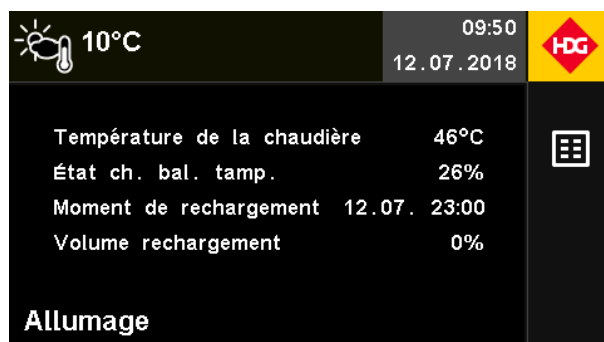 10°C
09:50
12.07.2018
HDG
Température de la chaudière 46°C
État ch. bal. tamp. 26%
Moment de rechargement 12.07. 23:00
Volume rechargement 0%
Allumage